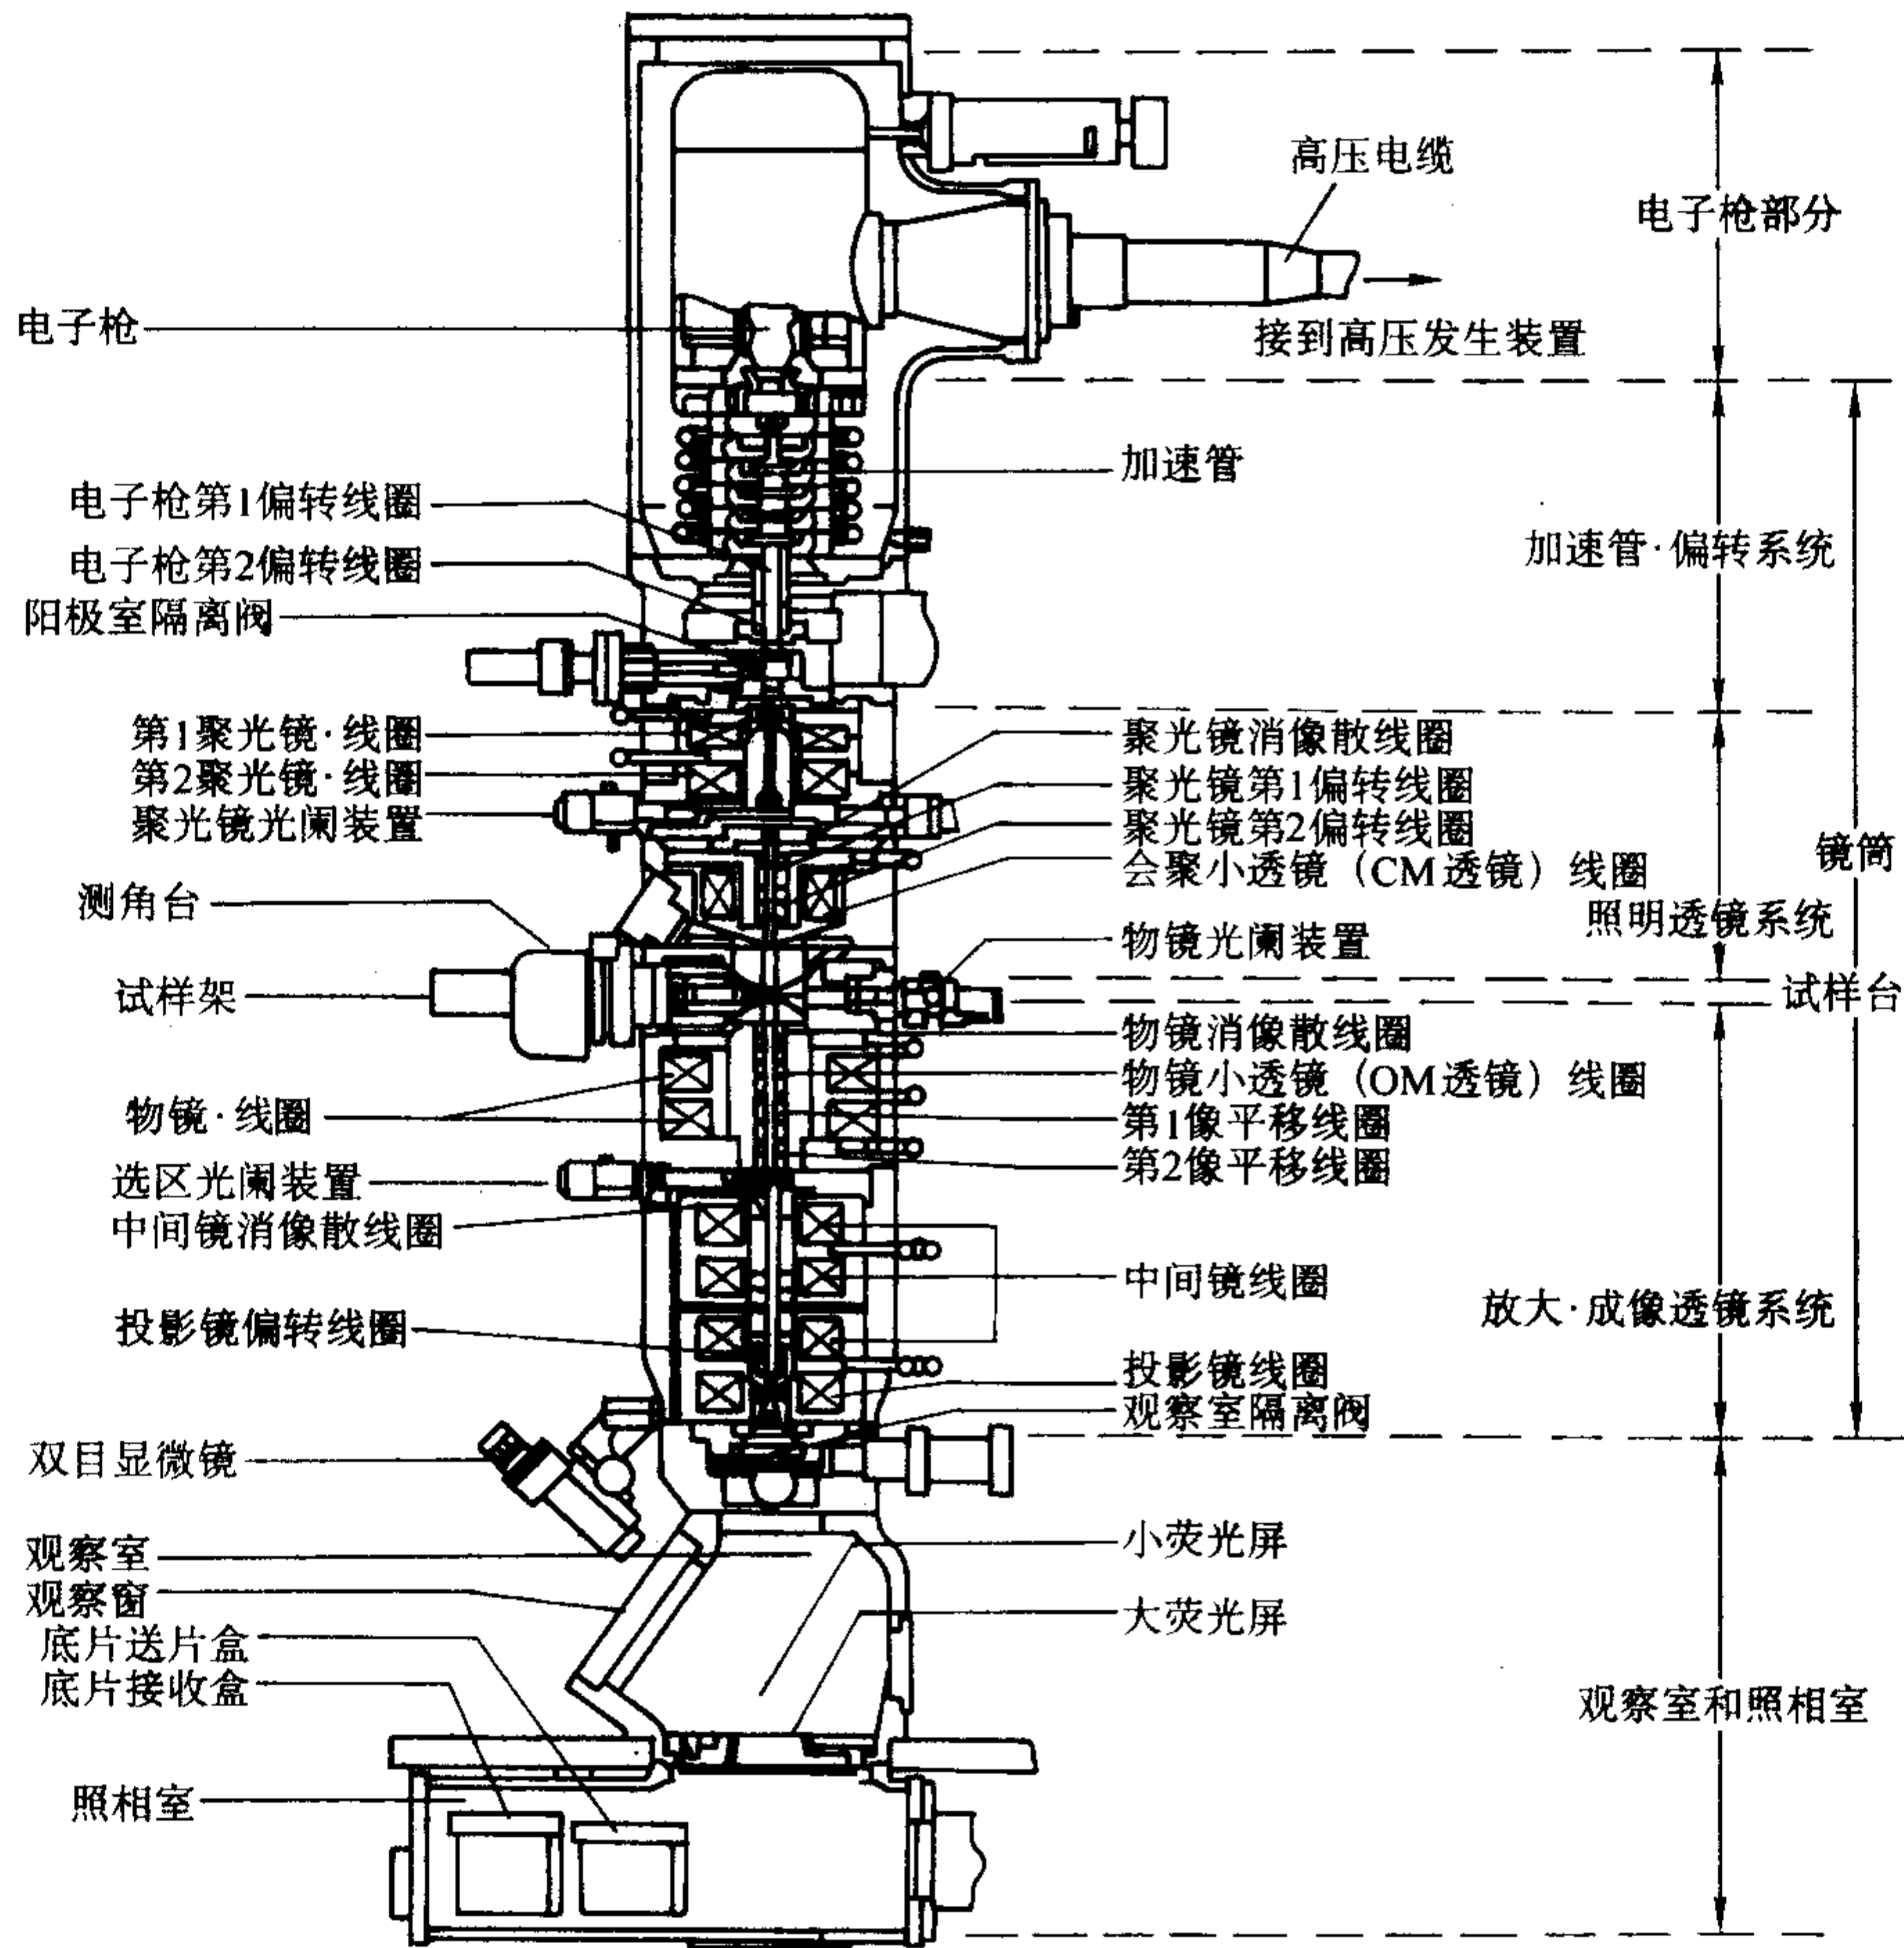 高压电缆
电子枪部分
电子枪
接到高压发生装置
加速管
电子枪第1偏转线圈
加速管·偏转系统
电子枪第2偏转线圈
阳极室隔离阀
第1聚光镜·线圈
聚光镜消像散线圈
第2聚光镜·线圈
聚光镜第1偏转线圈
聚光镜光阑装置
聚光镜第2偏转线圈
镜筒
会聚小透镜（CM透镜）线圈
测角台
照明透镜系统
物镜光阑装置
试样架
试样台
物镜消像散线圈
物镜小透镜（OM透镜）线圈
物镜·线圈
第1像平移线圈
第2像平移线圈
选区光阑装置
中间镜消像散线圈
中间镜线圈
放大·成像透镜系统
投影镜偏转线圈
投影镜线圈
观察室隔离阀
双目显微镜
小荧光屏
观察室
观察窗
大荧光屏
底片送片盒
底片接收盒
观察室和照相室
照相室